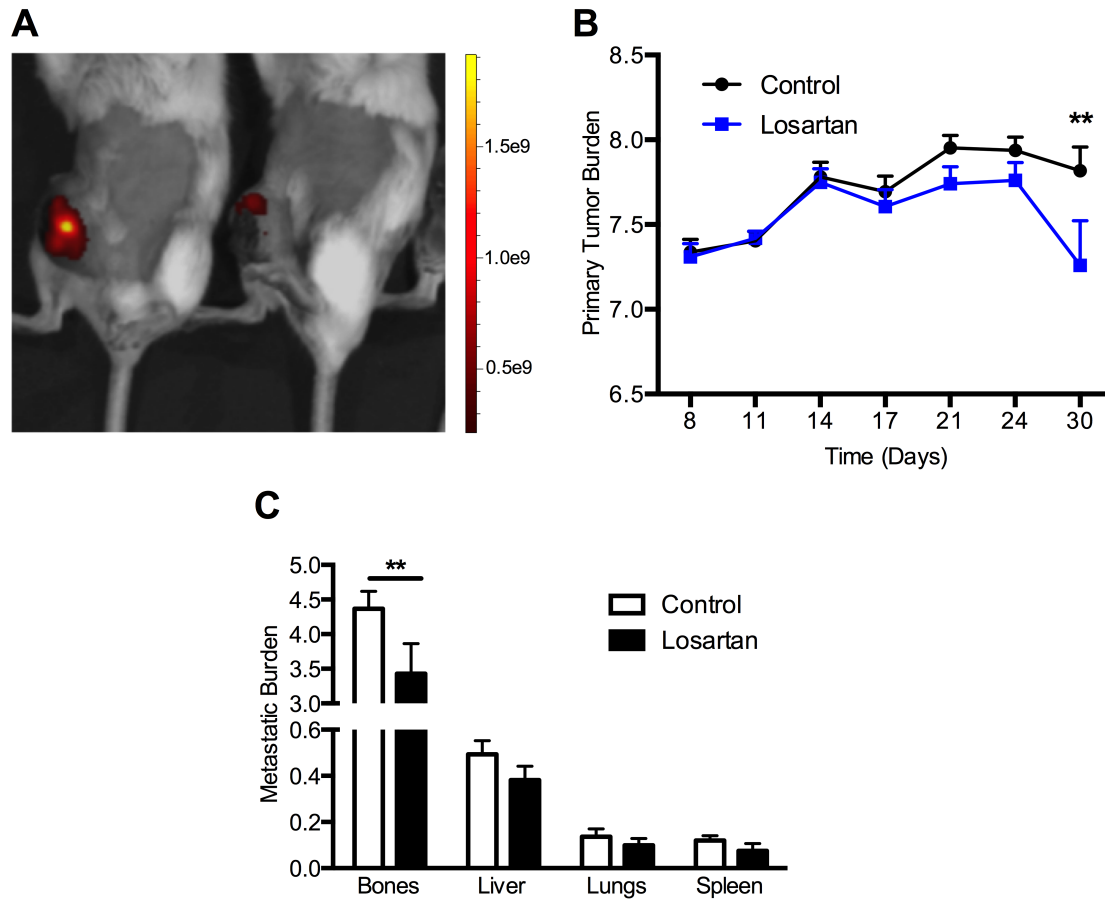 A
1.5e9
1.0e9
0.5e9
B
8.5
8.0
7.5
7.0
6.5
Primary Tumor Burden
Control
Losartan
**
8 11 14 17 21 24 30
Time (Days)
C
5.0
4.5
4.0
3.5
3.0
0.6
0.4
0.2
0.0
Metastatic Burden
**
Control
Losartan
Bones Liver Lungs Spleen